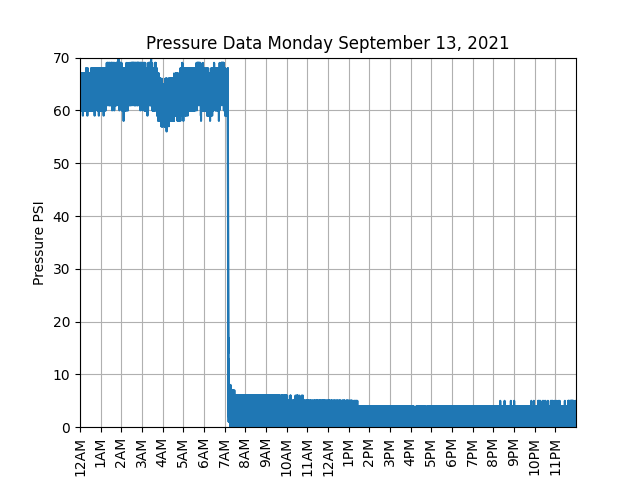 Pressure Data Monday September 13, 2021
70
60
50
40
30
20
10
0
Pressure PSI
12AM
1AM
2AM
3AM
4AM
5AM
6AM
7AM
8AM
9AM
10AM
11AM
12AM
1PM
2PM
3PM
4PM
5PM
6PM
7PM
8PM
9PM
10PM
11PM